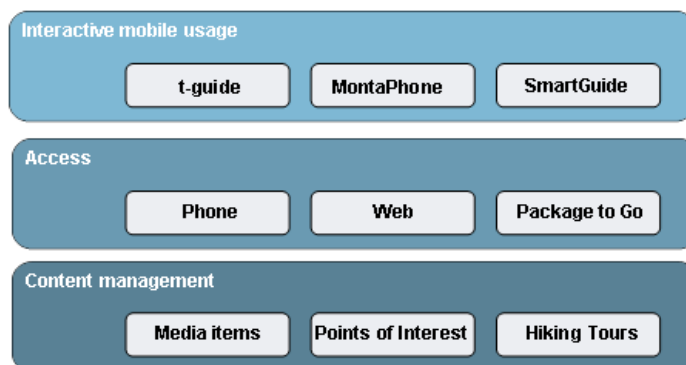 Interactive mobile usage
t-guide
MontaPhone
SmartGuide
Access
Phone
Web
Package to Go
Content management
Media items
Points of Interest
Hiking Tours